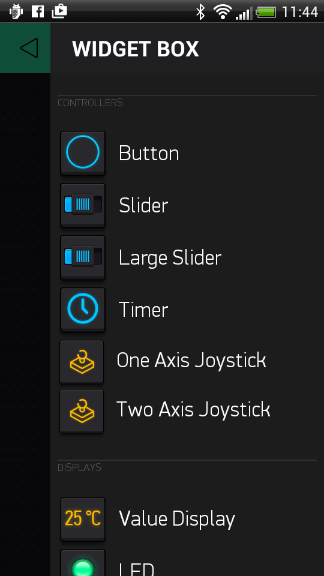 11:44
WIDGET BOX
CONTROLLERS
Button
Slider
Large Slider
Timer
One Axis Joystick
Two Axis Joystick
DISPLAYS
25 °C Value Display
LED